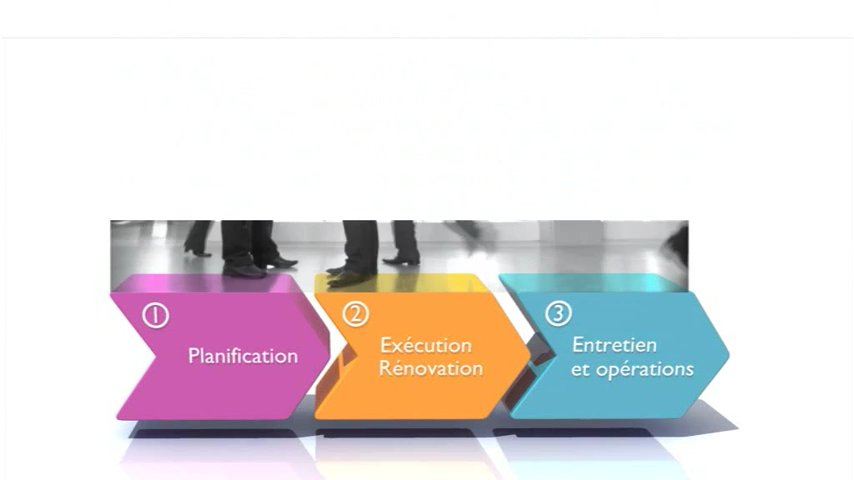 1
Planification
2
Exécution
Rénovation
3
Entretien
et opérations